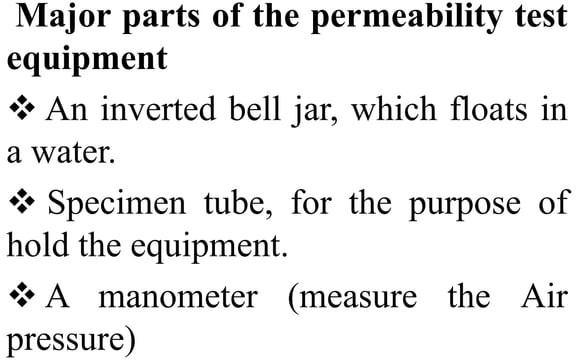 Major parts of the permeability test
equipment
❖ An inverted bell jar, which floats in
a water.
❖ Specimen tube, for the purpose of
hold the equipment.
❖ A manometer (measure the Air
pressure)